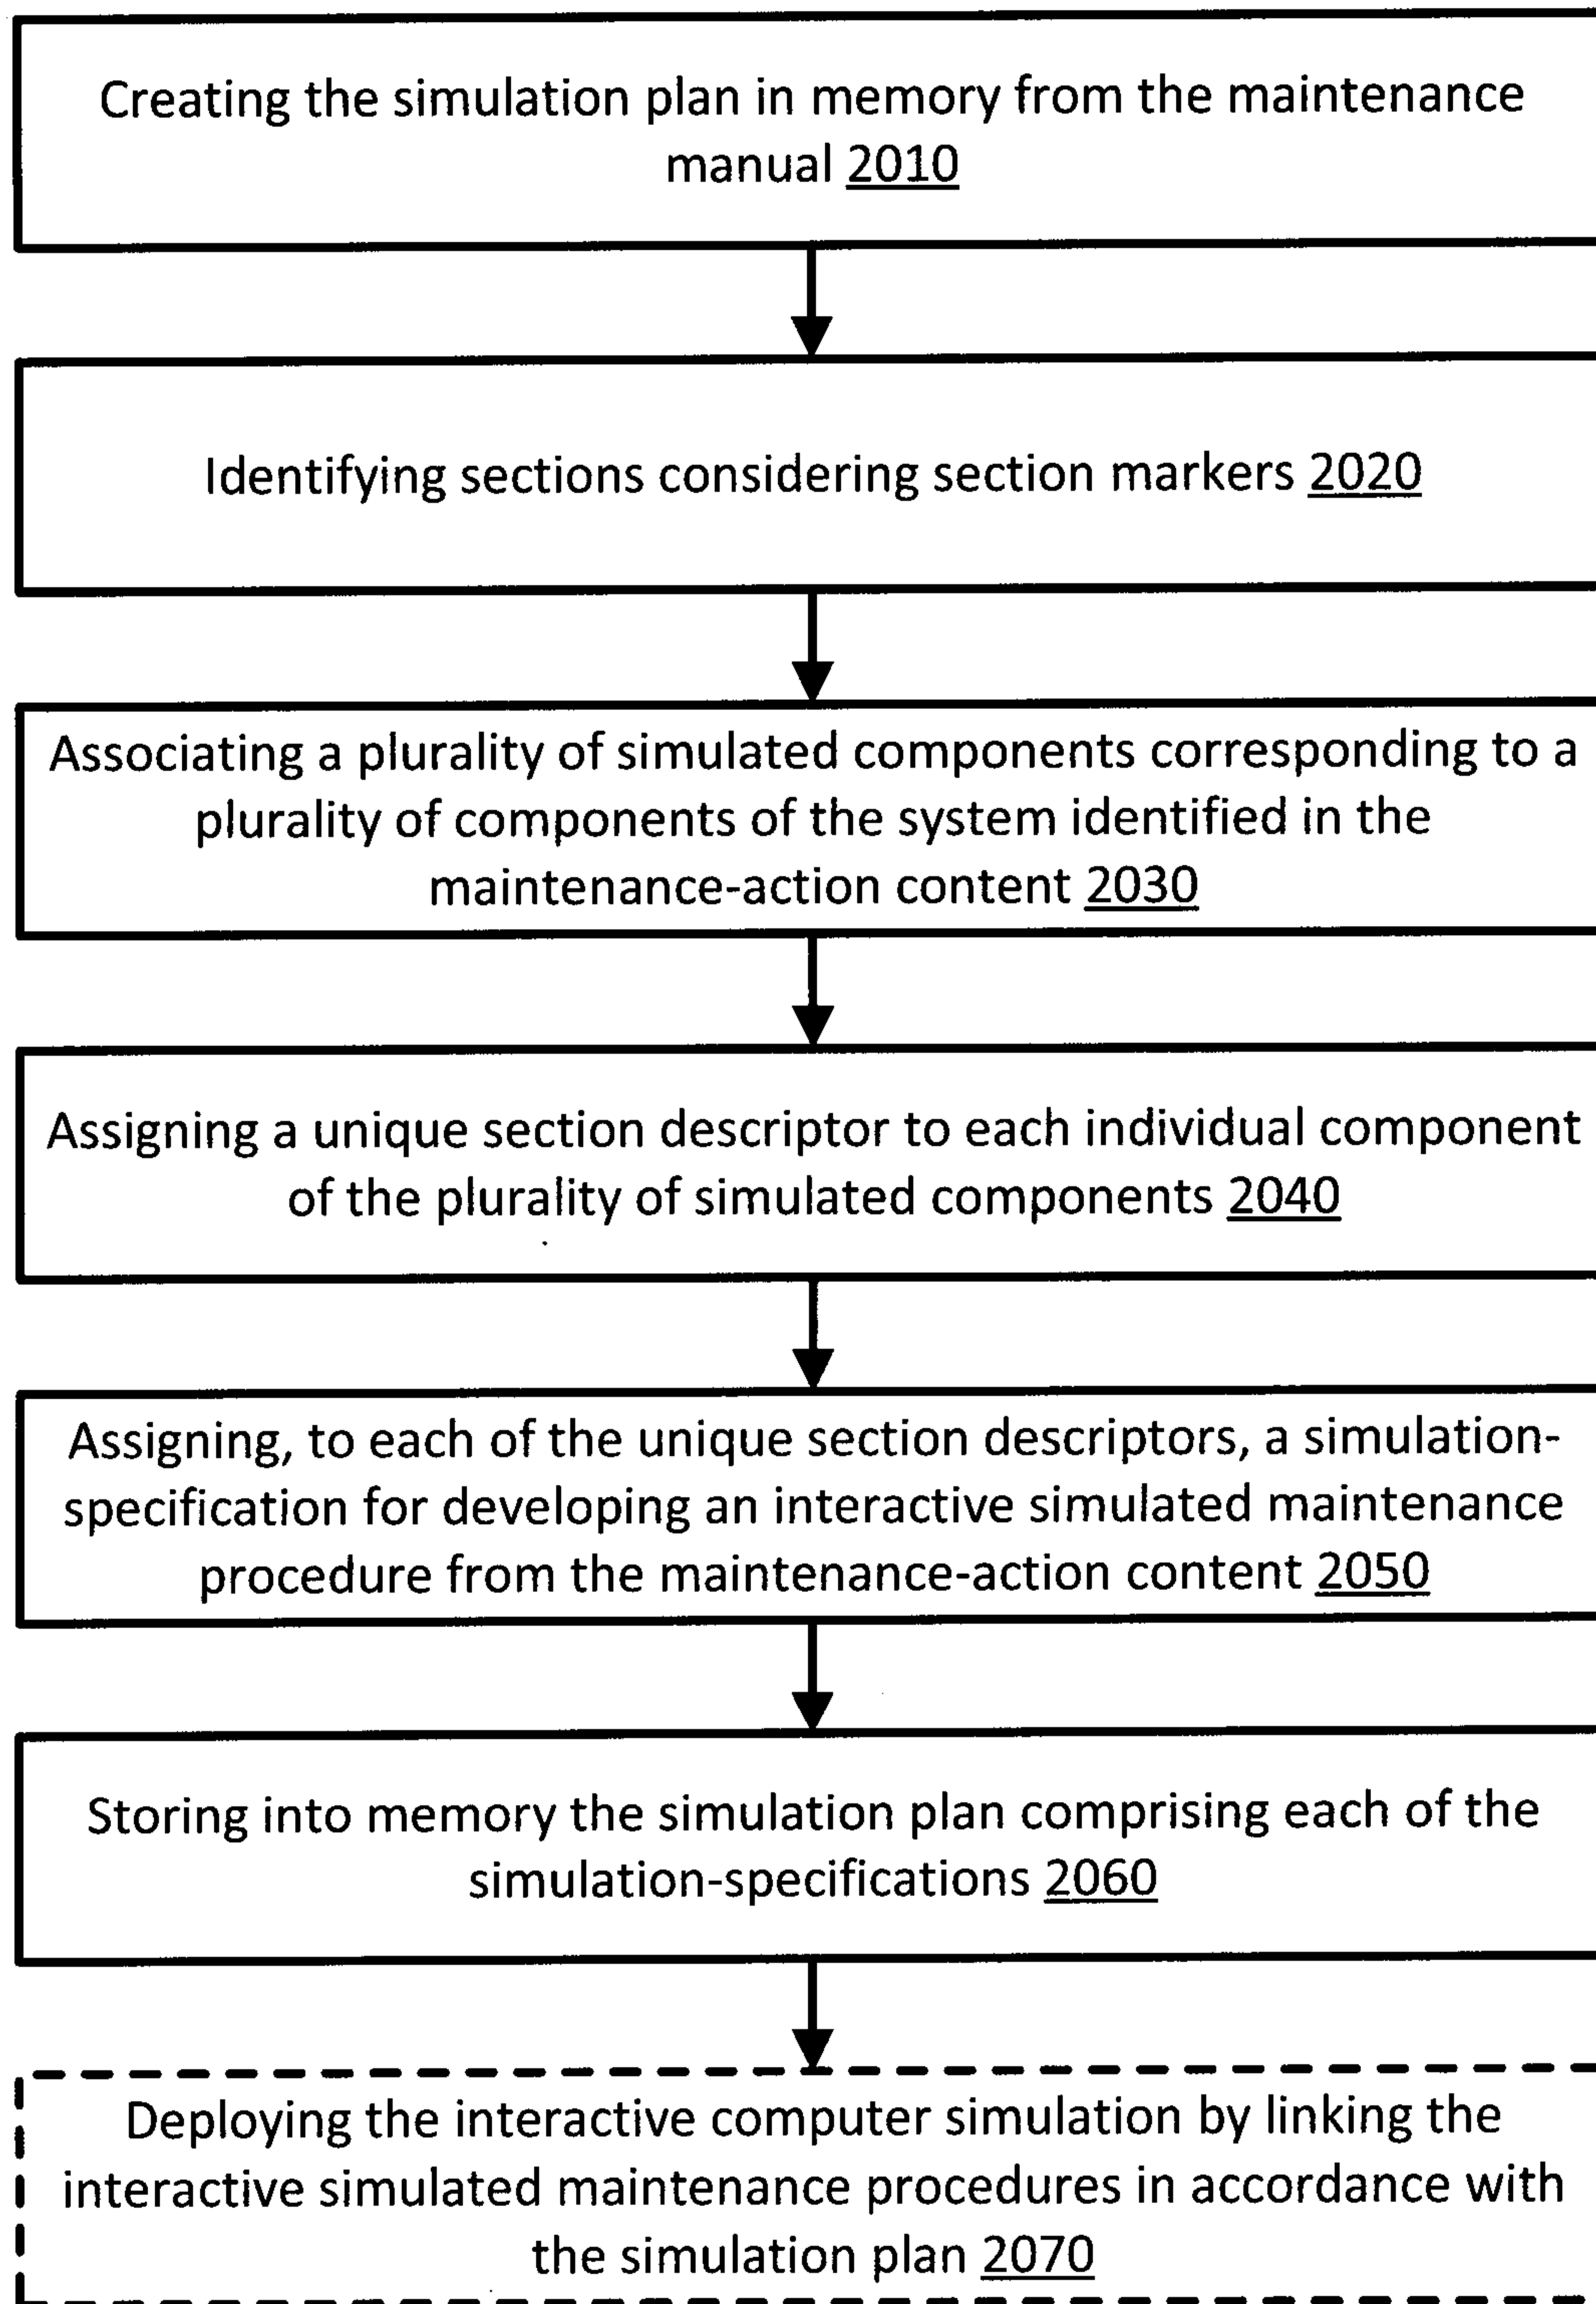 Creating the simulation plan in memory from the maintenance
manual 2010
Identifying sections considering section markers 2020
Associating a plurality of simulated components corresponding to a
plurality of components of the system identified in the
maintenance-action content 2030
Assigning a unique section descriptor to each individual component
of the plurality of simulated components 2040
Assigning, to each of the unique section descriptors, a simulation-
specification for developing an interactive simulated maintenance
procedure from the maintenance-action content 2050
Storing into memory the simulation plan comprising each of the
simulation-specifications 2060
Deploying the interactive computer simulation by linking the
interactive simulated maintenance procedures in accordance with
the simulation plan 2070